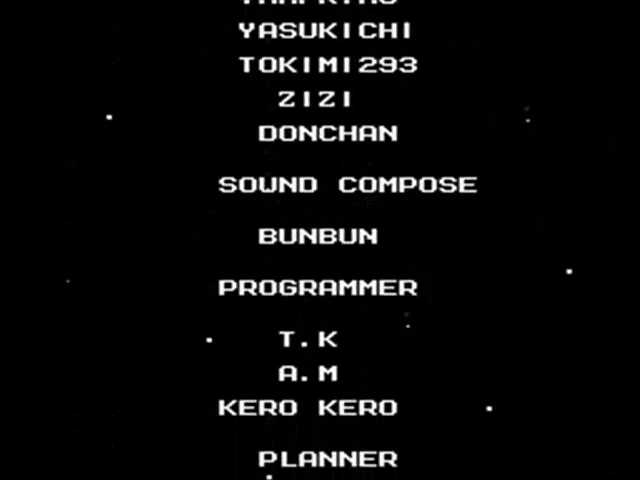 YASUKICHI
TOKIMI293
ZIZI
DONCHAN
SOUND COMPOSE
BUNBUN
PROGRAMMER
T.K
A.M
KERO KERO
PLANNER